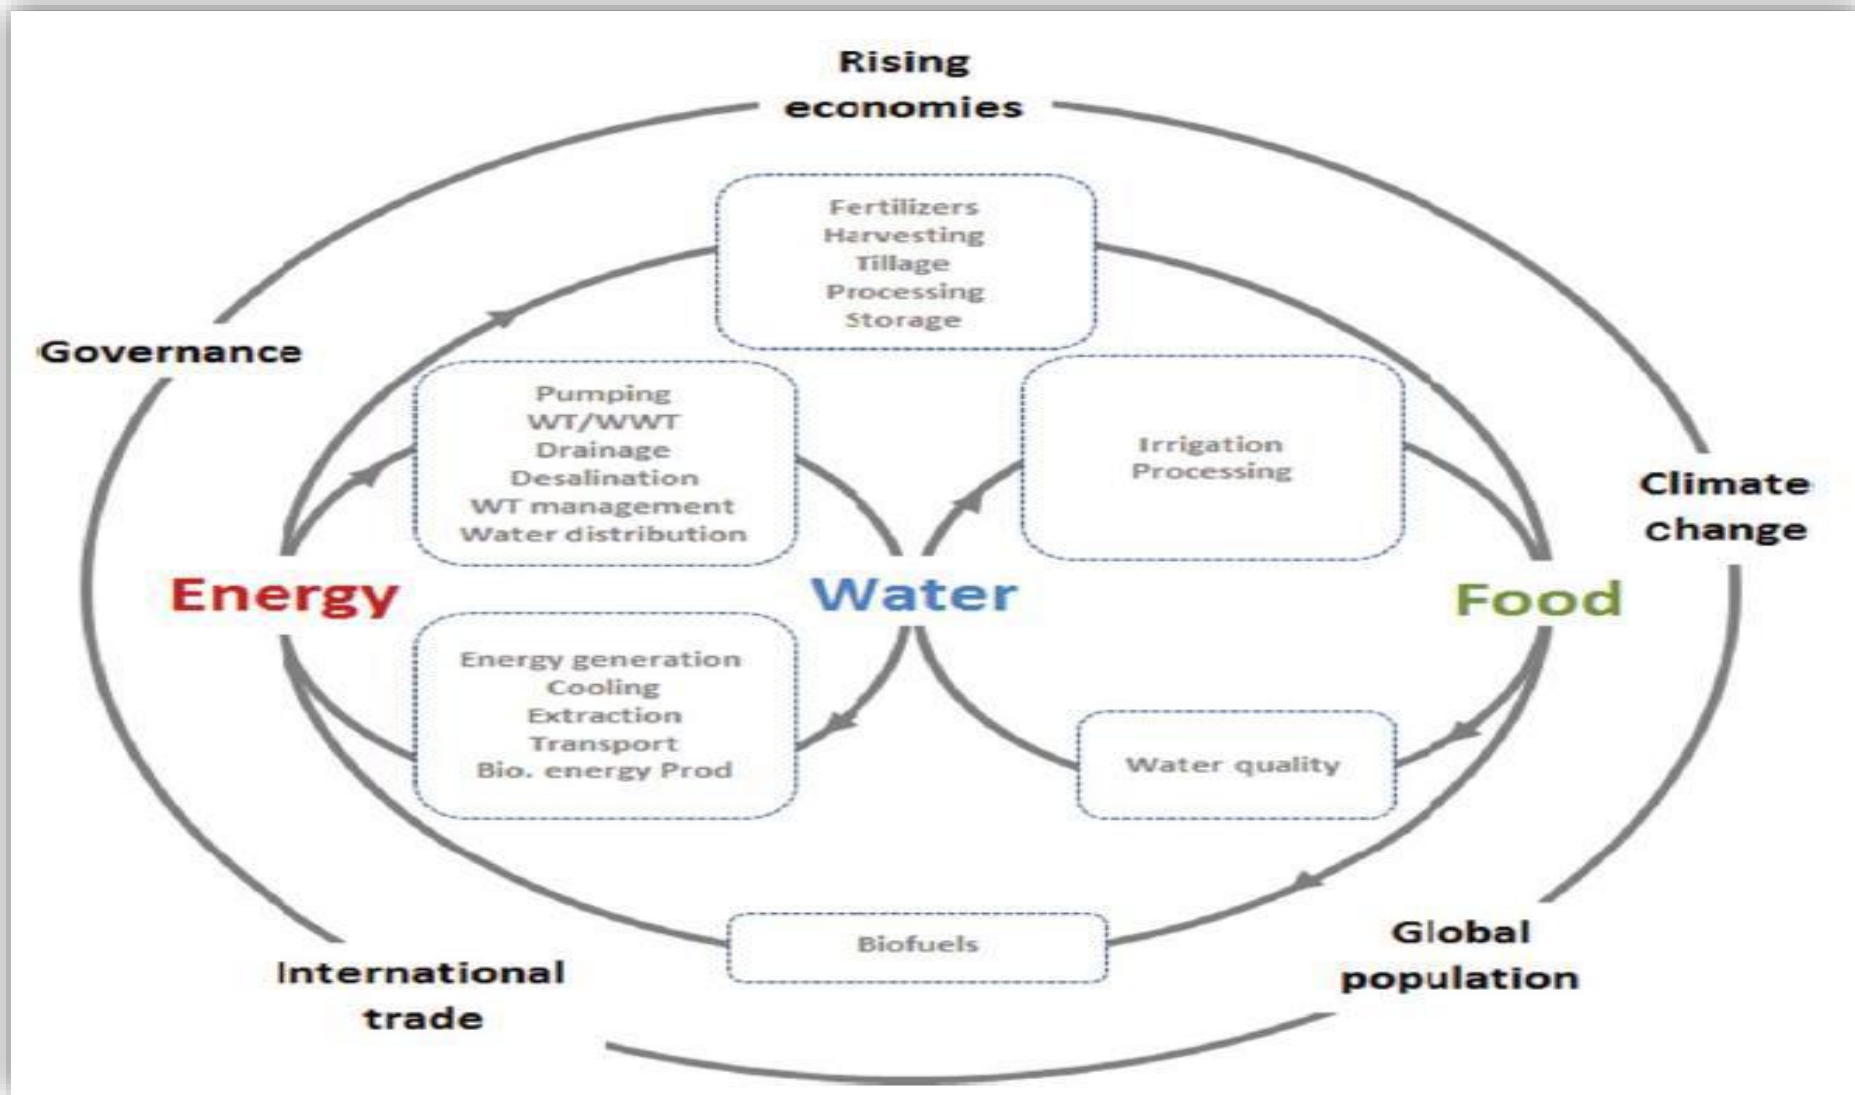 Rising
economies
Fertilizers
Harvesting
Tillage
Processing
Storage
Governance
Pumping
WT/WWT
Drainage
Desalination
WT management
Water distribution
Irrigation
Processing
Climate
change
Energy
Water
Food
Energy generation
Cooling
Extraction
Transport
Bio. energy Prod
Water quality
Biofuels
Global
population
International
trade